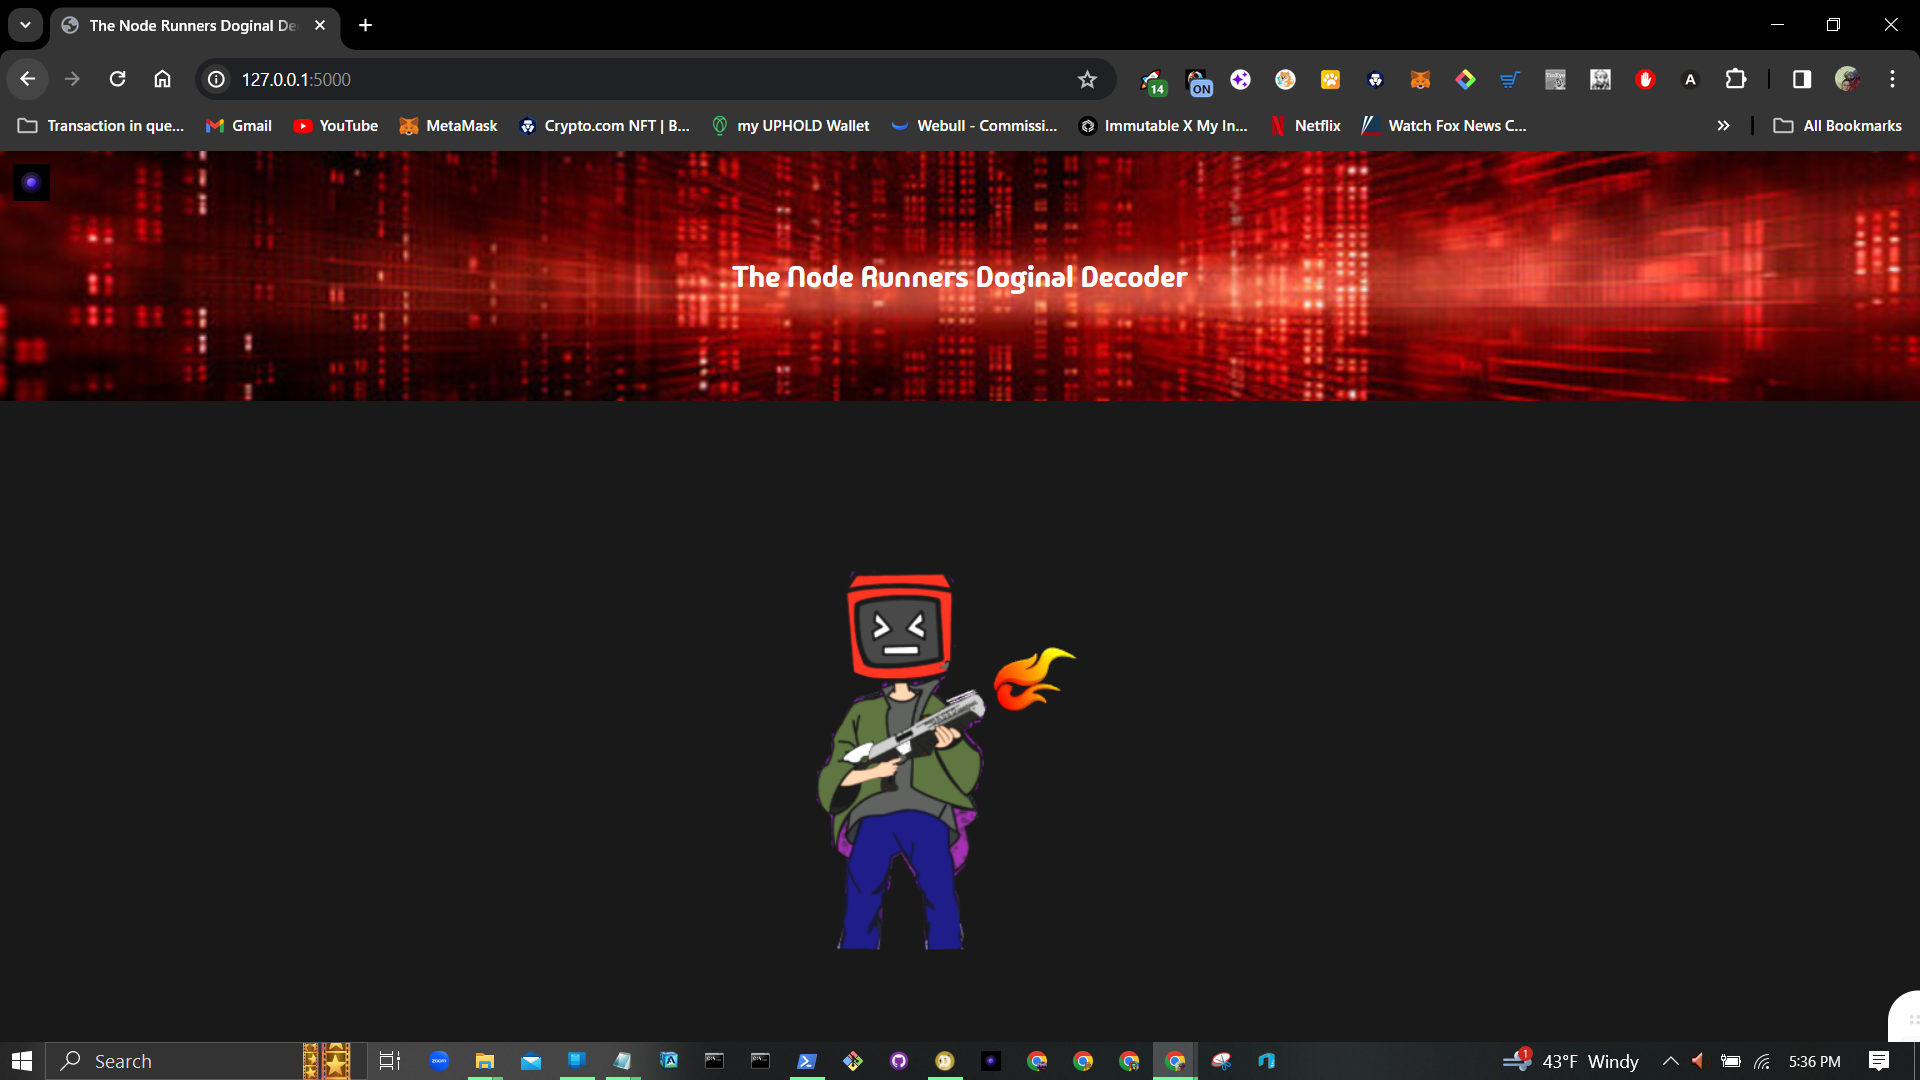 The Node Runners Doginal De
127.0.0.1:5000
14
ON
A
Transaction in que...
Gmail
YouTube
MetaMask
Crypto.com NFT | B...
my UPHOLD Wallet
Webull - Commissi...
Immutable X My In...
Netflix
Watch Fox News C...
All Bookmarks
The Node Runners Doginal Decoder
Search
zoom
1
43°F Windy
5:36 PM